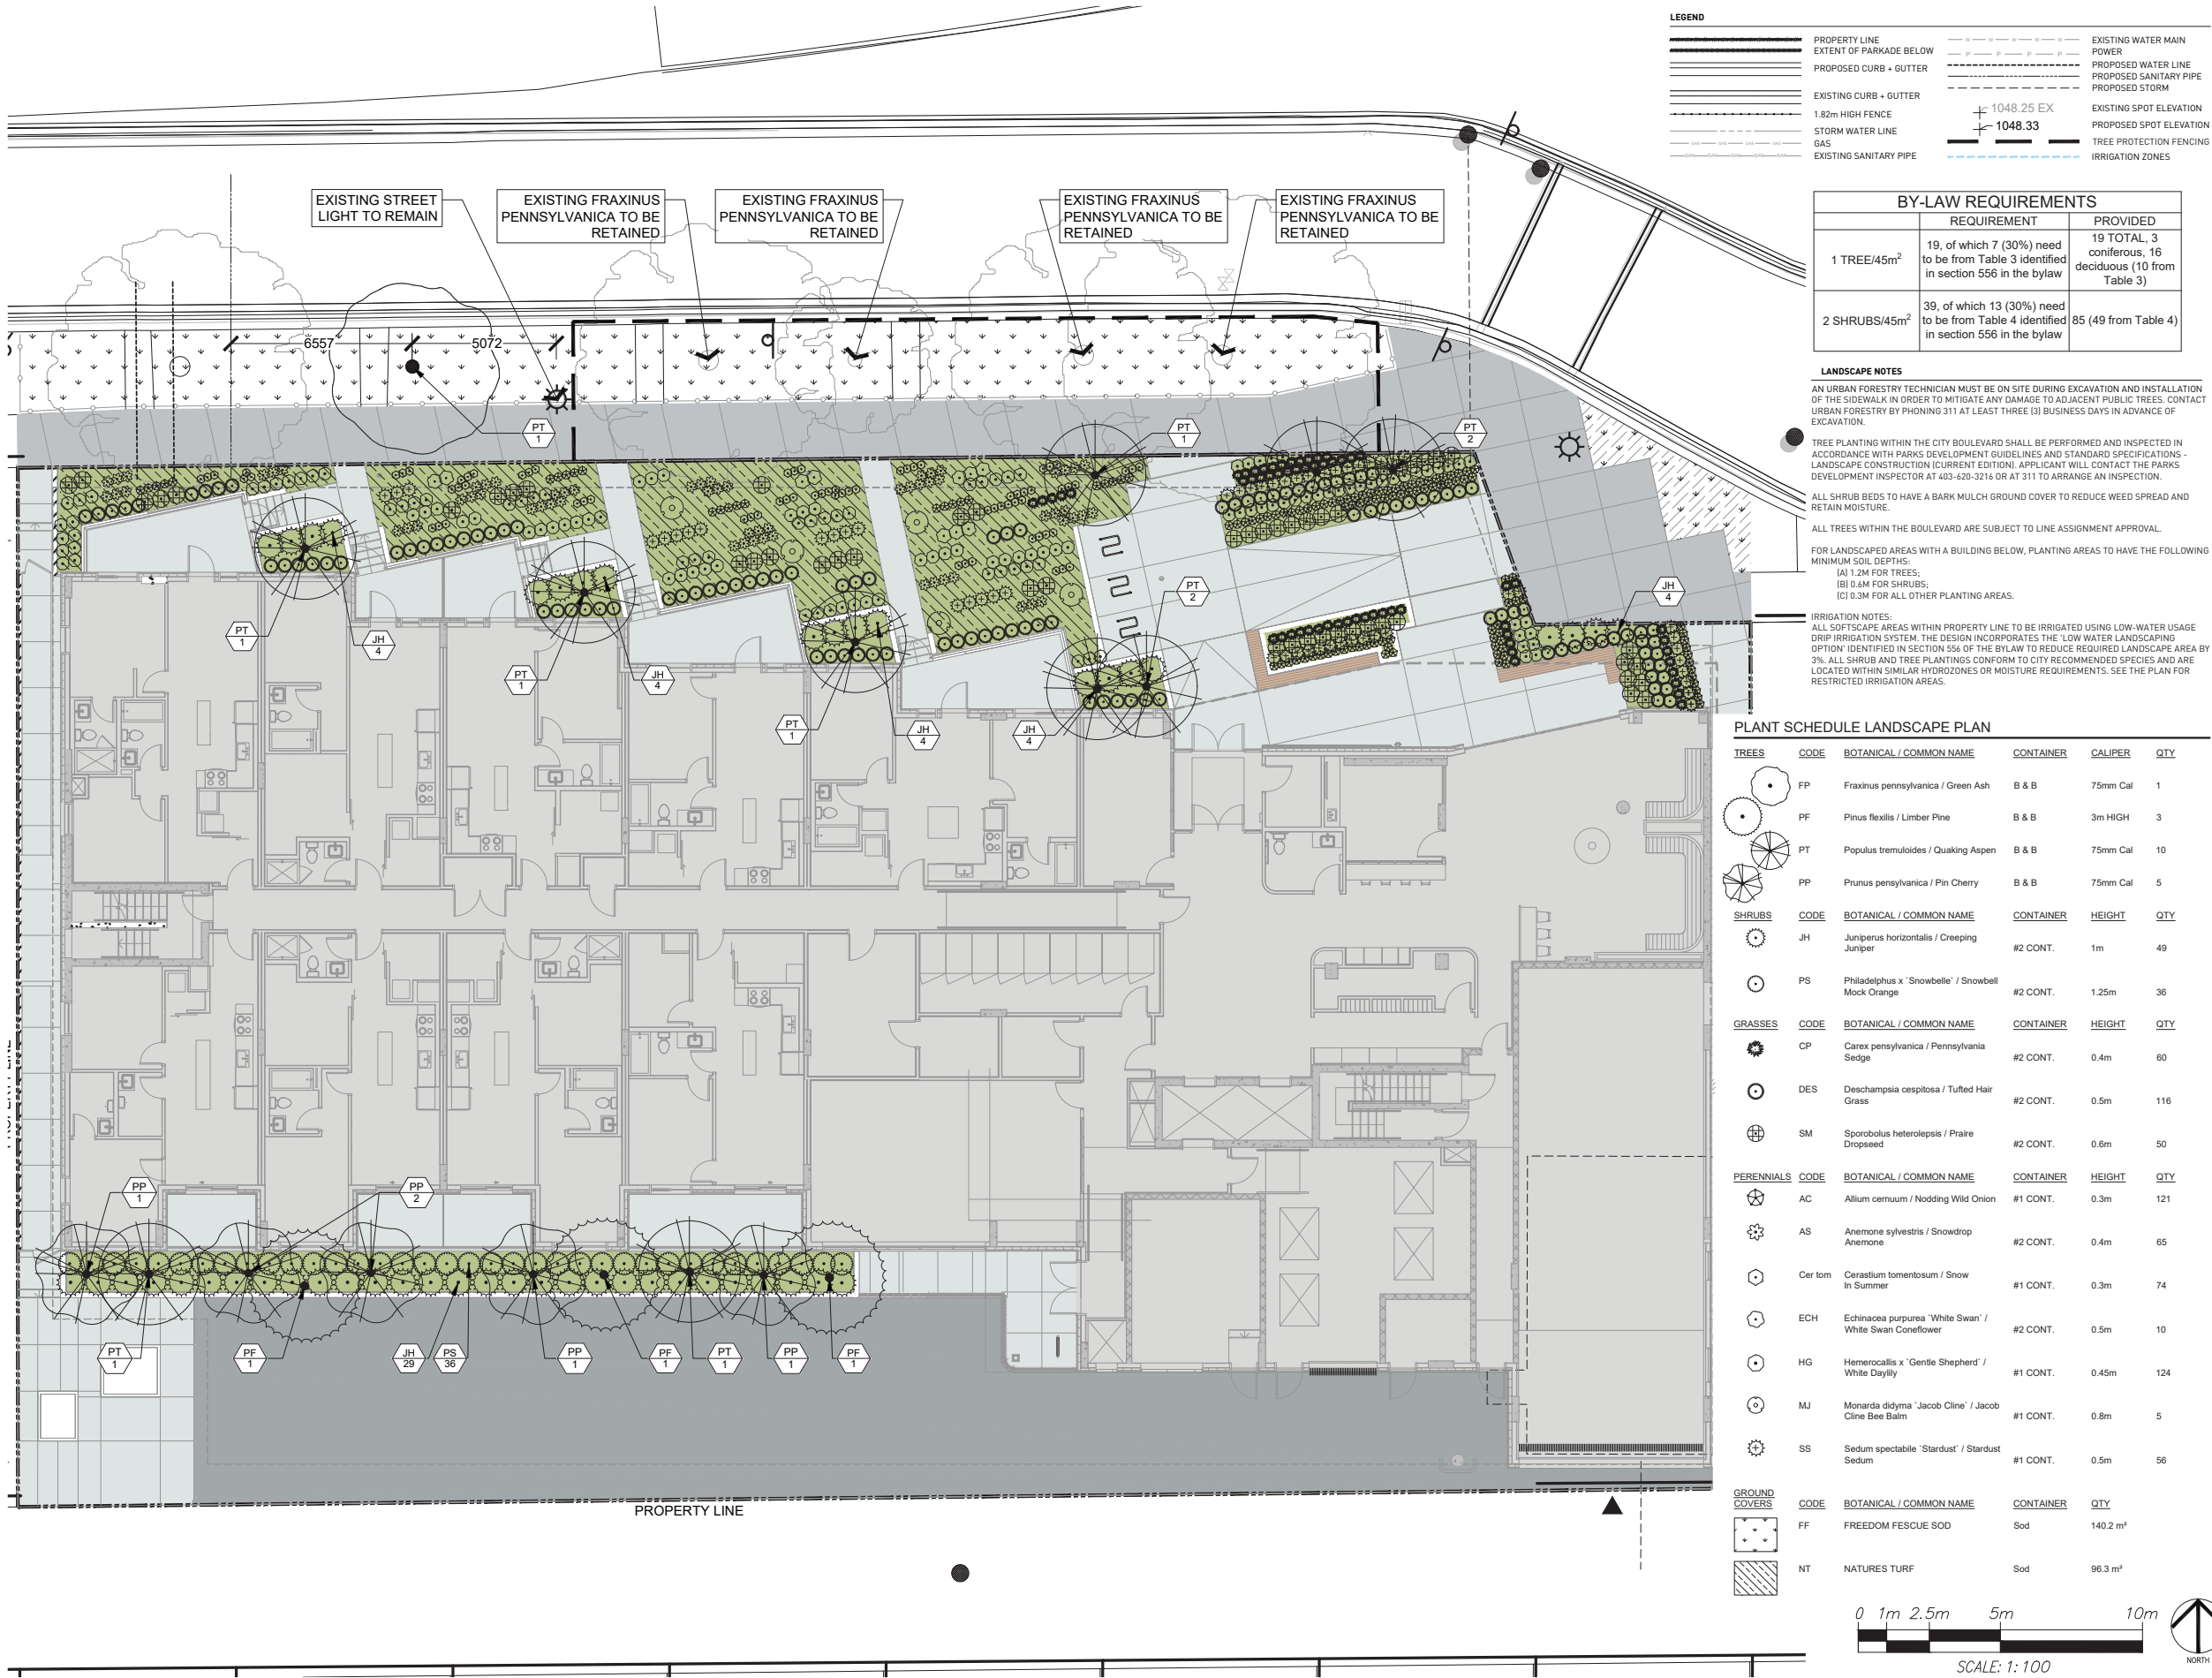 LEGEND
PROPERTY LINE
EXTENT OF PARKADE BELOW
PROPOSED CURB + GUTTER
EXISTING CURB + GUTTER
1.82m HIGH FENCE
STORM WATER LINE
GAS
EXISTING SANITARY PIPE
EXISTING WATER MAIN
POWER
PROPOSED WATER LINE
PROPOSED SANITARY PIPE
PROPOSED STORM
1048.25 EX EXISTING SPOT ELEVATION
1048.33 PROPOSED SPOT ELEVATION
TREE PROTECTION FENCING
IRRIGATION ZONES
BY-LAW REQUIREMENTS
REQUIREMENT PROVIDED
1 TREE/45m²
19, of which 7 (30%) need
to be from Table 3 identified
in section 556 in the bylaw
19 TOTAL, 3
coniferous, 16
deciduous (10 from
Table 3)
2 SHRUBS/45m²
39, of which 13 (30%) need
to be from Table 4 identified
in section 556 in the bylaw
85 (49 from Table 4)
LANDSCAPE NOTES
AN URBAN FORESTRY TECHNICIAN MUST BE ON SITE DURING EXCAVATION AND INSTALLATION
OF THE SIDEWALK IN ORDER TO MITIGATE ANY DAMAGE TO ADJACENT PUBLIC TREES. CONTACT
URBAN FORESTRY BY PHONING 311 AT LEAST THREE (3) BUSINESS DAYS IN ADVANCE OF
EXCAVATION.
TREE PLANTING WITHIN THE CITY BOULEVARD SHALL BE PERFORMED AND INSPECTED IN
ACCORDANCE WITH PARKS DEVELOPMENT GUIDELINES AND STANDARD SPECIFICATIONS -
LANDSCAPE CONSTRUCTION (CURRENT EDITION). APPLICANT WILL CONTACT THE PARKS
DEVELOPMENT INSPECTOR AT 403-620-3216 OR AT 311 TO ARRANGE AN INSPECTION.
ALL SHRUB BEDS TO HAVE A BARK MULCH GROUND COVER TO REDUCE WEED SPREAD AND
RETAIN MOISTURE.
ALL TREES WITHIN THE BOULEVARD ARE SUBJECT TO LINE ASSIGNMENT APPROVAL.
FOR LANDSCAPED AREAS WITH A BUILDING BELOW, PLANTING AREAS TO HAVE THE FOLLOWING
MINIMUM SOIL DEPTHS:
(A) 1.2M FOR TREES;
(B) 0.6M FOR SHRUBS;
(C) 0.3M FOR ALL OTHER PLANTING AREAS.
IRRIGATION NOTES:
ALL SOFTSCAPE AREAS WITHIN PROPERTY LINE TO BE IRRIGATED USING LOW-WATER USAGE
DRIP IRRIGATION SYSTEM. THE DESIGN INCORPORATES THE 'LOW WATER LANDSCAPING
OPTION' IDENTIFIED IN SECTION 556 OF THE BYLAW TO REDUCE REQUIRED LANDSCAPE AREA BY
3%. ALL SHRUB AND TREE PLANTINGS CONFORM TO CITY RECOMMENDED SPECIES AND ARE
LOCATED WITHIN SIMILAR HYDROZONES OR MOISTURE REQUIREMENTS. SEE THE PLAN FOR
RESTRICTED IRRIGATION AREAS.
PLANT SCHEDULE LANDSCAPE PLAN
TREES CODE BOTANICAL / COMMON NAME CONTAINER CALIPER QTY
FP Fraxinus pennsylvanica / Green Ash B & B 75mm Cal 1
PF Pinus flexilis / Limber Pine B & B 3m HIGH 3
PT Populus tremuloides / Quaking Aspen B & B 75mm Cal 10
PP Prunus pensylvanica / Pin Cherry B & B 75mm Cal 5
SHRUBS CODE BOTANICAL / COMMON NAME CONTAINER HEIGHT QTY
JH Juniperus horizontalis / Creeping
Juniper #2 CONT. 1m 49
PS Philadelphus x `Snowbelle` / Snowbell
Mock Orange #2 CONT. 1.25m 36
GRASSES CODE BOTANICAL / COMMON NAME CONTAINER HEIGHT QTY
CP Carex pensylvanica / Pennsylvania
Sedge #2 CONT. 0.4m 60
DES Deschampsia cespitosa / Tufted Hair
Grass #2 CONT. 0.5m 116
SM Sporobolus heterolepsis / Praire
Dropseed #2 CONT. 0.6m 50
PERENNIALS CODE BOTANICAL / COMMON NAME CONTAINER HEIGHT QTY
AC Allium cernuum / Nodding Wild Onion #1 CONT. 0.3m 121
AS Anemone sylvestris / Snowdrop
Anemone #2 CONT. 0.4m 65
Cer tom Cerastium tomentosum / Snow
In Summer #1 CONT. 0.3m 74
ECH Echinacea purpurea `White Swan` /
White Swan Coneflower #2 CONT. 0.5m 10
HG Hemerocallis x `Gentle Shepherd` /
White Daylily #1 CONT. 0.45m 124
MJ Monarda didyma `Jacob Cline` / Jacob
Cline Bee Balm #1 CONT. 0.8m 5
SS Sedum spectabile `Stardust` / Stardust
Sedum #1 CONT. 0.5m 56
GROUND
COVERS CODE BOTANICAL / COMMON NAME CONTAINER QTY
FF FREEDOM FESCUE SOD Sod 140.2 m²
NT NATURES TURF Sod 96.3 m²
0 1m 2.5m 5m 10m
SCALE: 1:100
NORTH
EXISTING STREET
LIGHT TO REMAIN
EXISTING FRAXINUS
PENNSYLVANICA TO BE
RETAINED
EXISTING FRAXINUS
PENNSYLVANICA TO BE
RETAINED
EXISTING FRAXINUS
PENNSYLVANICA TO BE
RETAINED
EXISTING FRAXINUS
PENNSYLVANICA TO BE
RETAINED
6557
5072
PT
1
PT
1
PT
2
PT
1
JH
4
PT
1
JH
4
PT
1
JH
4
JH
4
PT
2
JH
4
PROPERTY LINE
PP
1
PP
2
PT
1
PF
1
JH
29
PS
36
PP
1
PF
1
PT
1
PP
1
PF
1
PROPERTY LINE